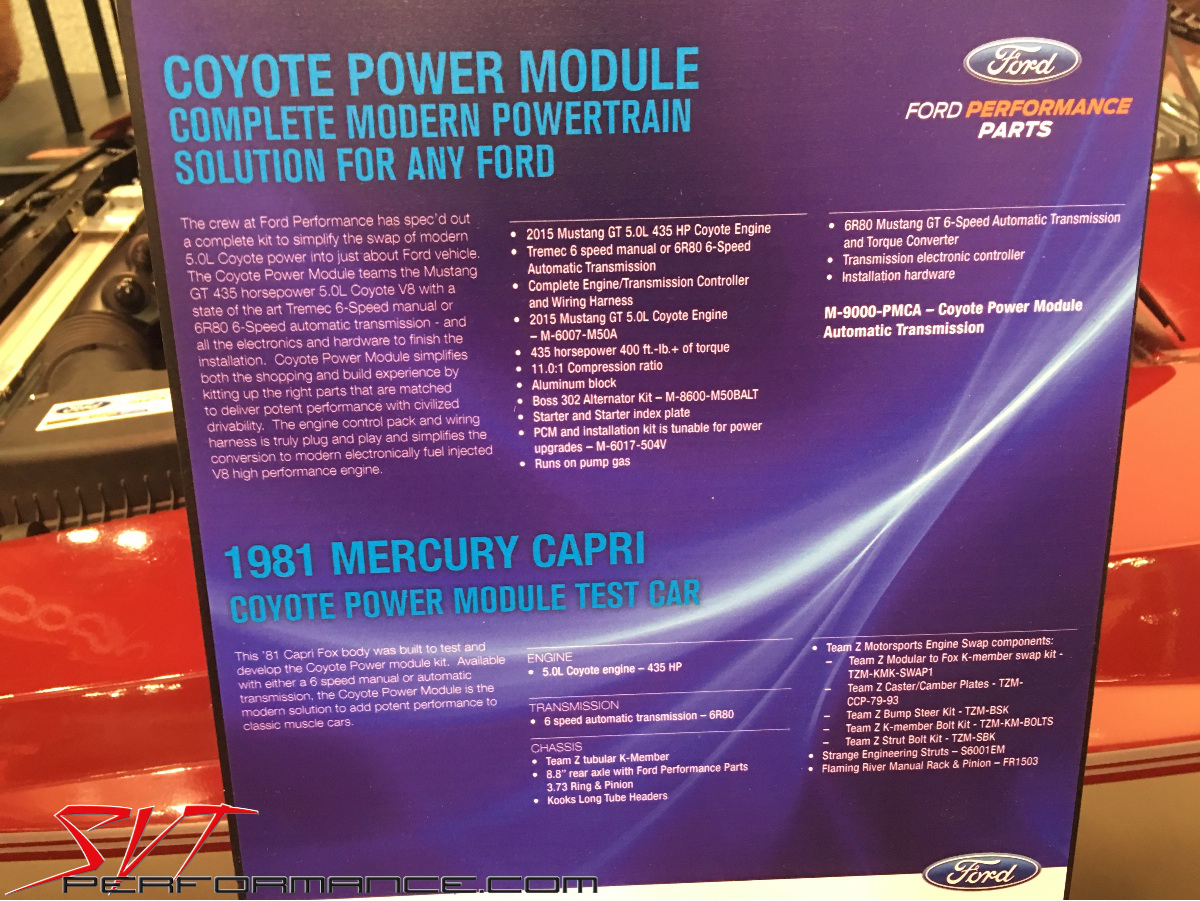 COYOTE POWER MODULE
COMPLETE MODERN POWERTRAIN
SOLUTION FOR ANY FORD
Ford
FORD PERFORMANCE
PARTS
The crew at Ford Performance has spec'd out
a complete kit to simplify the swap of modern
5.0L Coyote power into just about Ford vehicle.
The Coyote Power Module teams the Mustang
GT 435 horsepower 5.0L Coyote V8 with a
state of the art Tremec 6-Speed manual or
6R80 6-Speed automatic transmission - and
all the electronics and hardware to finish the
installation. Coyote Power Module simplifies
both the shopping and build experience by
kitting up the right parts that are matched
to deliver potent performance with civilized
drivability. The engine control pack and wiring
harness is truly plug and play and simplifies the
conversion to modern electronically fuel injected
V8 high performance engine.
• 2015 Mustang GT 5.0L 435 HP Coyote Engine
• Tremec 6 speed manual or 6R80 6-Speed
Automatic Transmission
• Complete Engine/Transmission Controller
and Wiring Harness
• 2015 Mustang GT 5.0L Coyote Engine
– M-6007-M50A
• 435 horsepower 400 ft.-lb.+ of torque
• 11.0:1 Compression ratio
• Aluminum block
• Boss 302 Alternator Kit – M-8600-M50BALT
• Starter and Starter index plate
• PCM and installation kit is tunable for power
upgrades – M-6017-504V
• Runs on pump gas
• 6R80 Mustang GT 6-Speed Automatic Transmission
and Torque Converter
• Transmission electronic controller
• Installation hardware
M-9000-PMCA – Coyote Power Module
Automatic Transmission
1981 MERCURY CAPRI
COYOTE POWER MODULE TEST CAR
This '81 Capri Fox body was built to test and
develop the Coyote Power module kit. Available
with either a 6 speed manual or automatic
transmission, the Coyote Power Module is the
modern solution to add potent performance to
classic muscle cars.
ENGINE
• 5.0L Coyote engine – 435 HP
TRANSMISSION
• 6 speed automatic transmission – 6R80
CHASSIS
• Team Z tubular K-Member
• 8.8" rear axle with Ford Performance Parts
3.73 Ring & Pinion
• Kooks Long Tube Headers
• Team Z Motorsports Engine Swap components:
– Team Z Modular to Fox K-member swap kit -
TZM-KMK-SWAP1
– Team Z Caster/Camber Plates - TZM-
CCP-79-93
– Team Z Bump Steer Kit - TZM-BSK
– Team Z K-member Bolt Kit - TZM-KM-BOLTS
– Team Z Strut Bolt Kit - TZM-SBK
• Strange Engineering Struts – S6001EM
• Flaming River Manual Rack & Pinion – FR1503
Ford
SVT
PERFORMANCE.COM